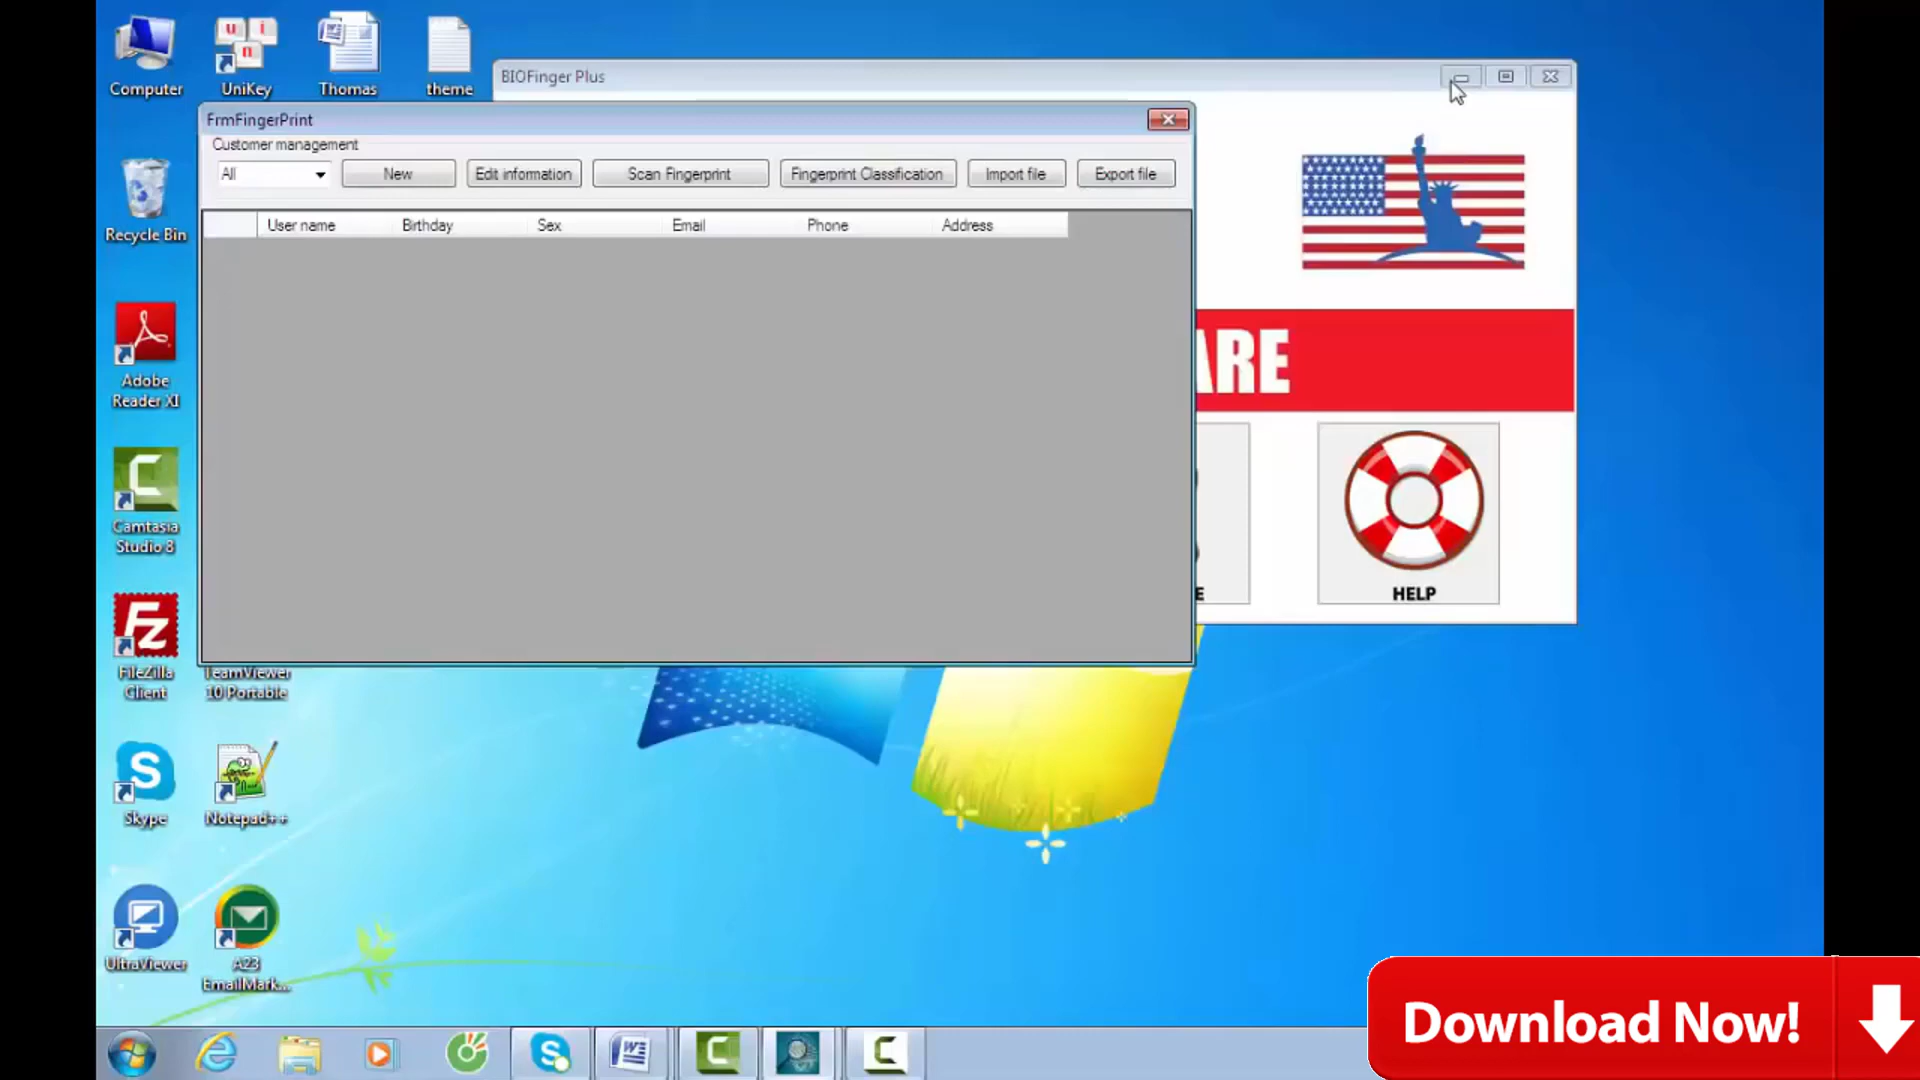 Computer
UniKey
Thomas
theme
BIOFinger Plus
FrmFingerPrint
Customer management
All
New
Edit information
Scan Fingerprint
Fingerprint Classification
Import file
Export file
User name
Birthday
Sex
Email
Phone
Address
Recycle Bin
ARE
Adobe
Reader XI
Camtasia
Studio 8
E
HELP
FileZilla
Client
TeamViewer
10 Portable
Skype
Notepad++
UltraViewer
A23
EmailMark...
Download Now!